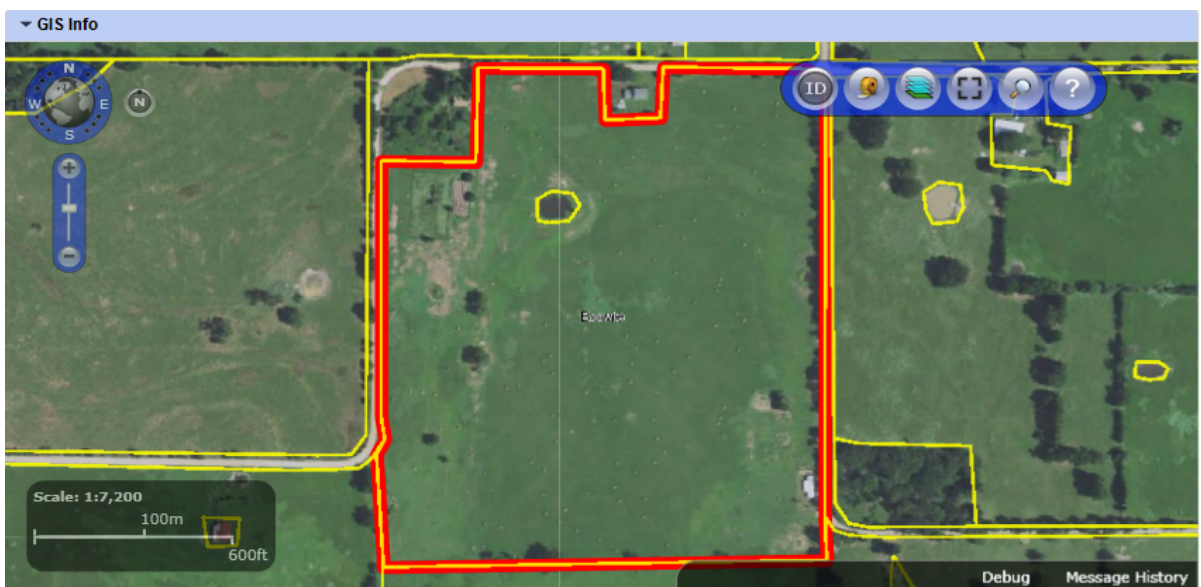 GIS Info
N
W E
S
N
ID
?
Scale: 1:7,200
100m
600ft
Debug Message History